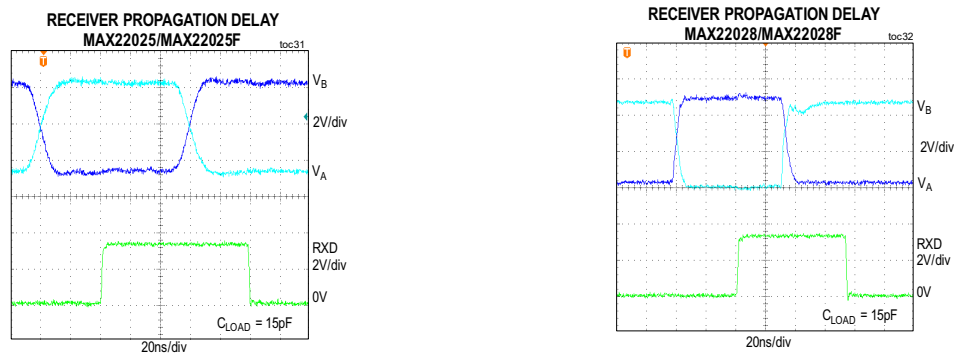 RECEIVER PROPAGATION DELAY
MAX22025/MAX22025F
toc31
T
VB
2V/div
VA
RXD
2V/div
0V
CLOAD = 15pF
20ns/div
RECEIVER PROPAGATION DELAY
MAX22028/MAX22028F
toc32
T
VB
2V/div
VA
RXD
2V/div
0V
CLOAD = 15pF
20ns/div